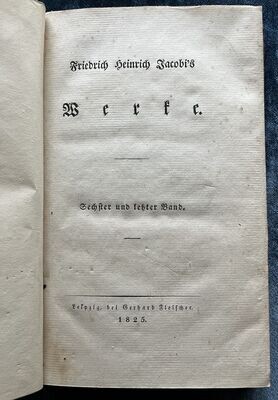 Friedrich Heinrich Jacobi's
Werke.
Sechster und letzter Band.
Leipzig, bei Gerhard Fleischer.
1825.